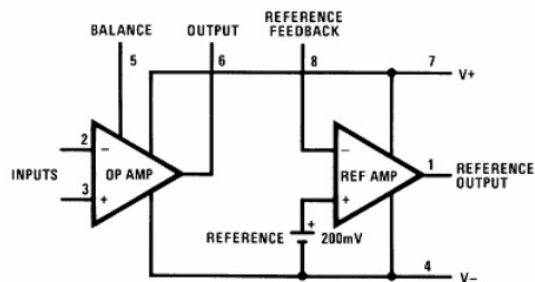 BALANCE
OUTPUT
REFERENCE
FEEDBACK
5
6
8
7
V+
2
−
INPUTS
OP AMP
3
+
−
REF AMP
+
1
REFERENCE
OUTPUT
+
REFERENCE
200mV
4
V−